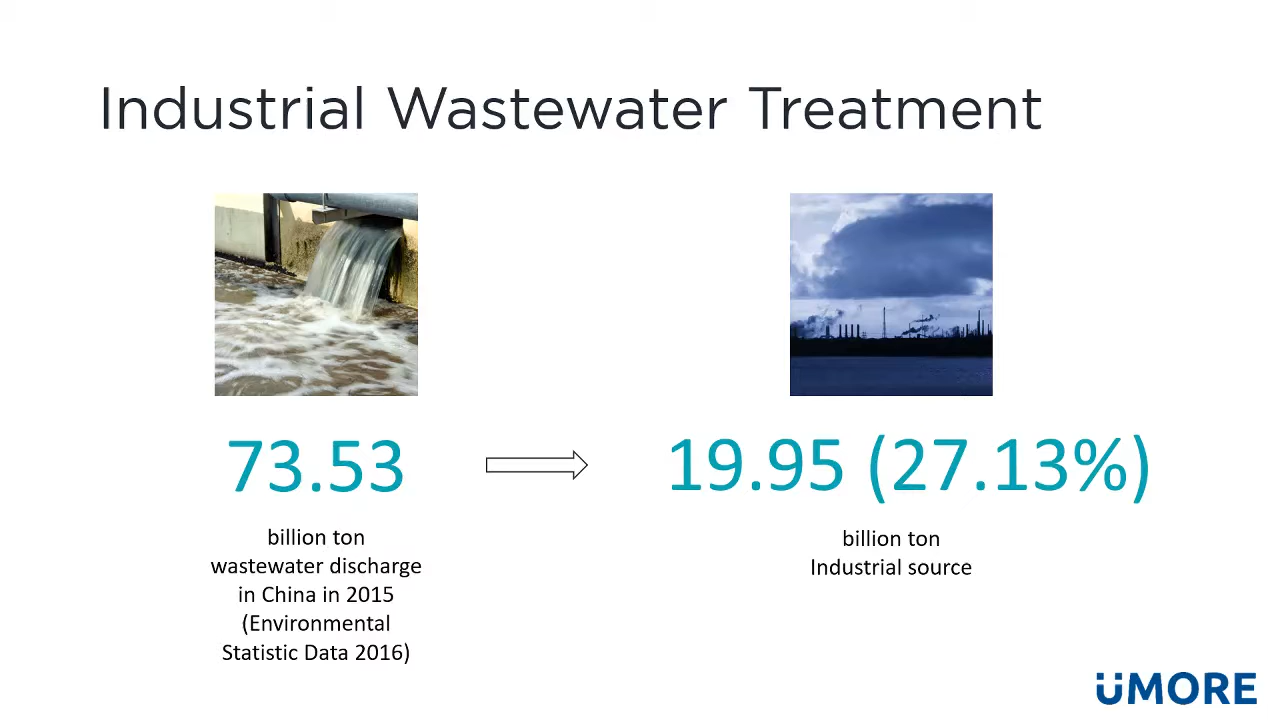 Industrial Wastewater Treatment
73.53
billion ton
wastewater discharge
in China in 2015
(Environmental
Statistic Data 2016)
19.95 (27.13%)
billion ton
Industrial source
ÜMORE